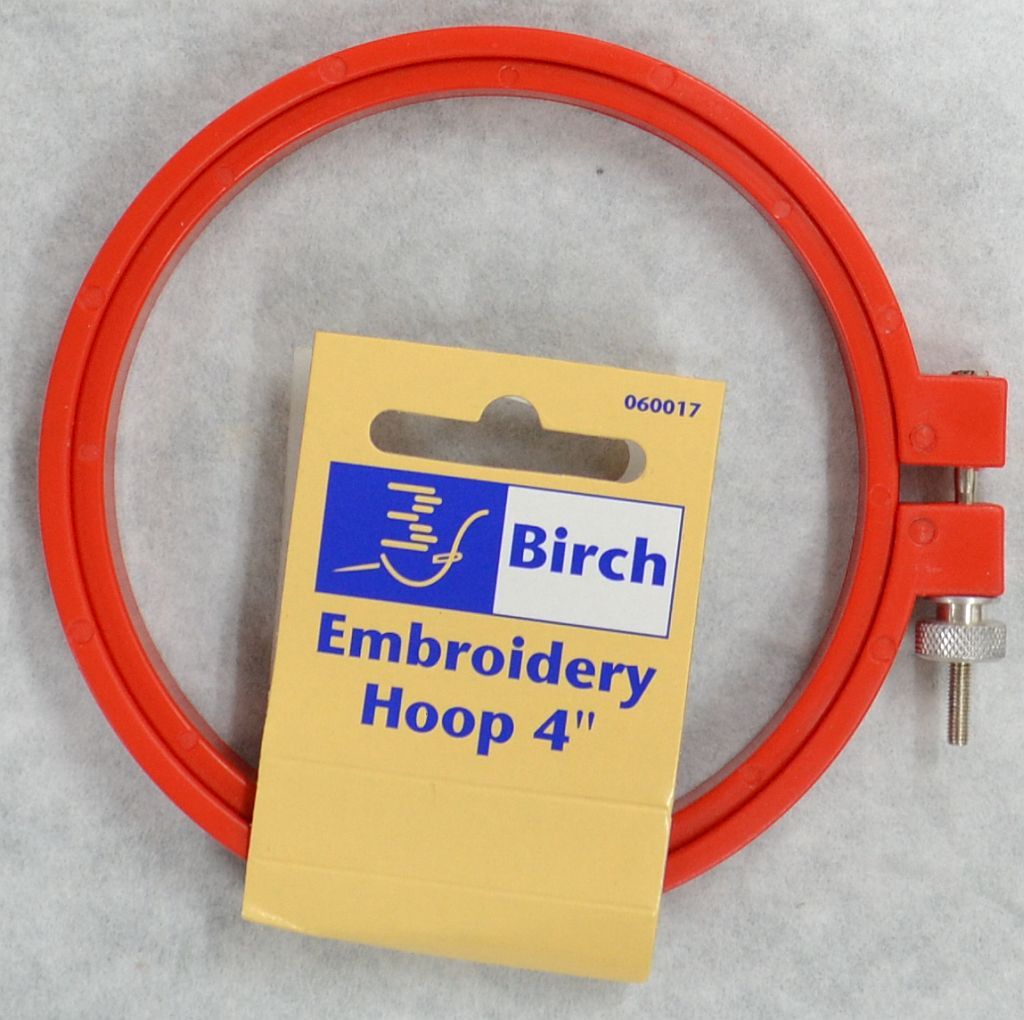 060017
Birch
Embroidery
Hoop 4"